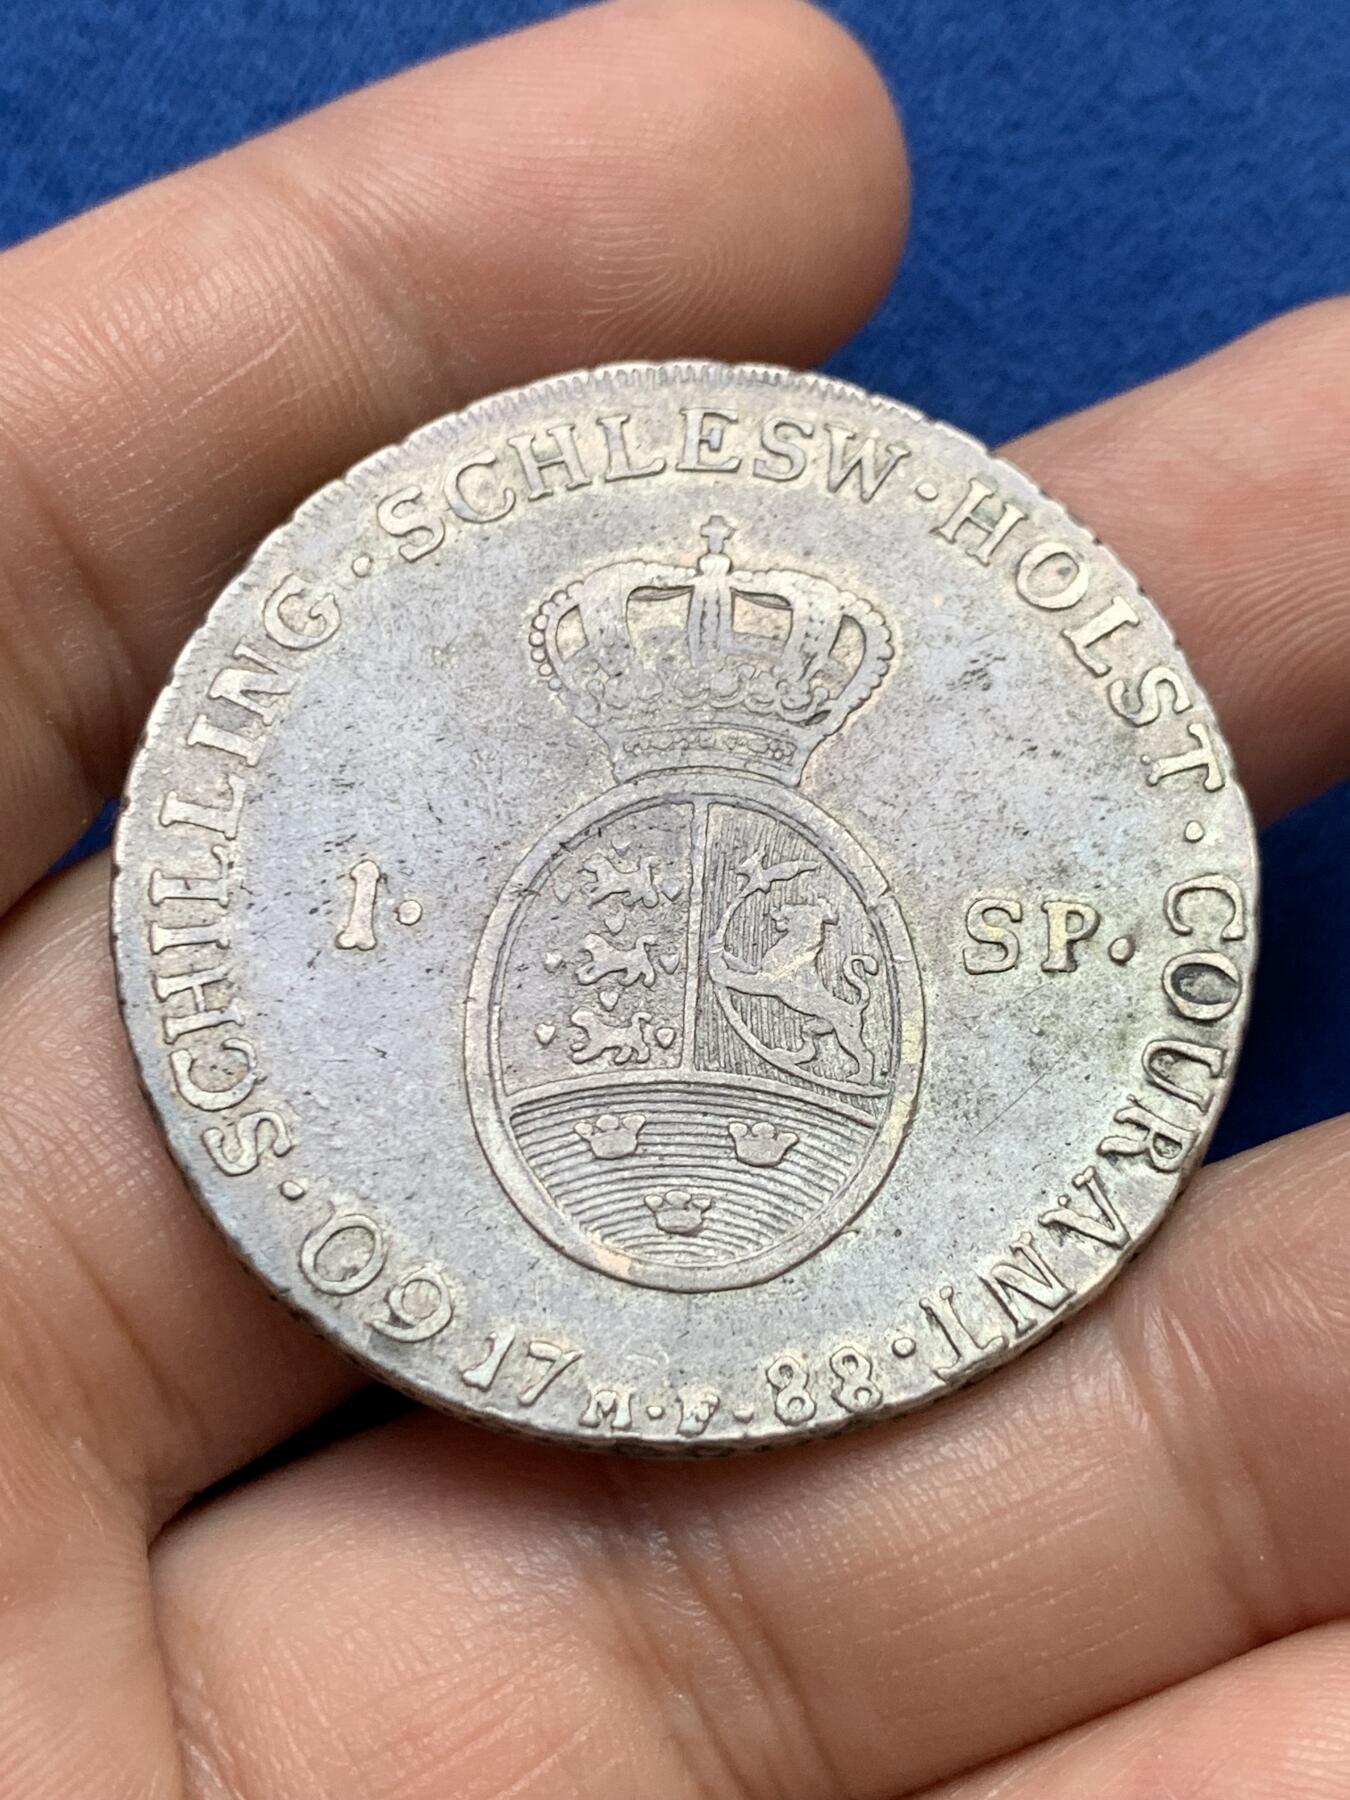 60 · SCHILLING · SCHLESW · HOLST · COURANT ·
1 · SP ·
17 M · F · 88